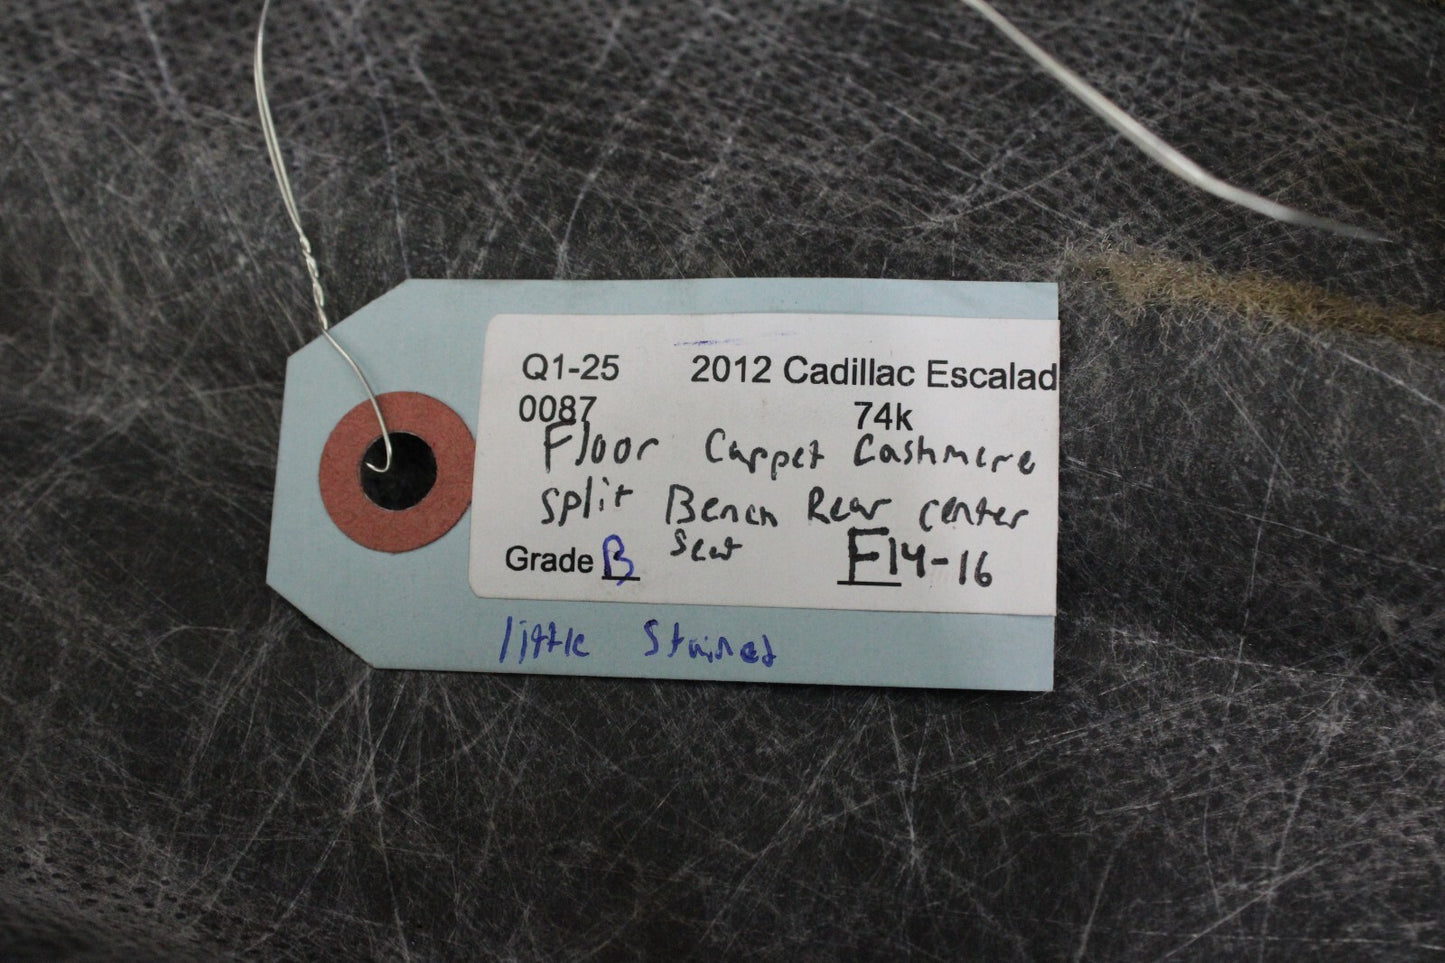 Q1-25 2012 Cadillac Escalad
0087 74k
Floor Carpet Cashmere
split Bench Rear center
Seat
Grade B F14-16
little Stained